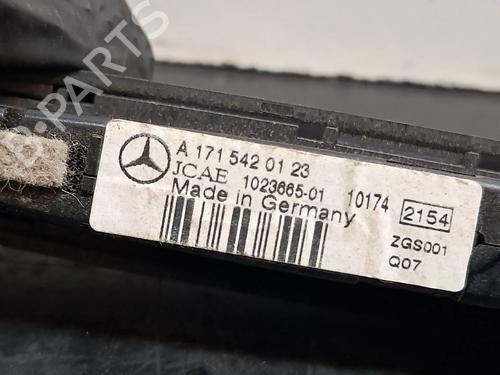 B-PARTS
A 171 542 01 23
JCAE 1023665-01 10174 2154
Made in Germany ZGS001
Q07